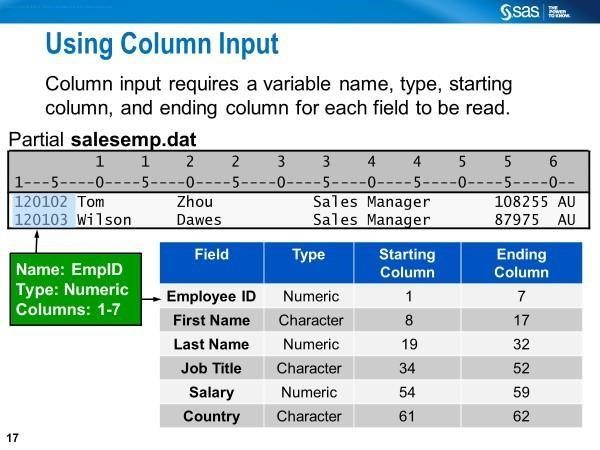 sas THE POWER TO KNOW.
Using Column Input
Column input requires a variable name, type, starting
column, and ending column for each field to be read.
Partial salesemp.dat
1 1 2 2 3 3 4 4 5 5 6
1---5----0----5----0----5----0----5----0----5----0----5----0--
120102 Tom Zhou Sales Manager 108255 AU
120103 Wilson Dawes Sales Manager 87975 AU
Name: EmpID
Type: Numeric
Columns: 1-7
Field Type Starting Column Ending Column
Employee ID Numeric 1 7
First Name Character 8 17
Last Name Numeric 19 32
Job Title Character 34 52
Salary Numeric 54 59
Country Character 61 62
17